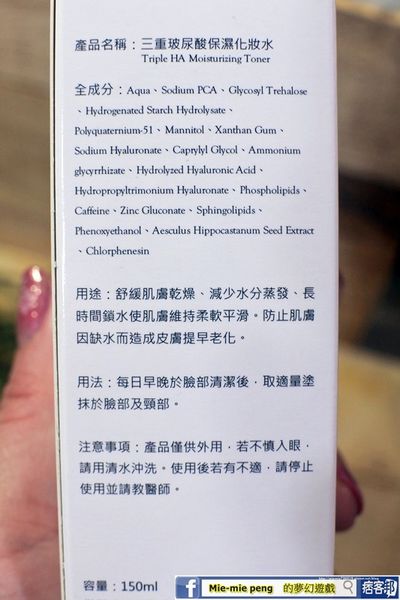 產品名稱：三重玻尿酸保濕化妝水
Triple HA Moisturizing Toner
全成分：Aqua、Sodium PCA、Glycosyl Trehalose
、Hydrogenated Starch Hydrolysate、
Polyquaternium-51、Mannitol、Xanthan Gum、
Sodium Hyaluronate、Caprylyl Glycol、Ammonium
glycyrrhizate、Hydrolyzed Hyaluronic Acid、
Hydropropyltrimonium Hyaluronate、Phospholipids、
Caffeine、Zinc Gluconate、Sphingolipids、
Phenoxyethanol、Aesculus Hippocastanum Seed Extract
、Chlorphenesin
用途：舒緩肌膚乾燥、減少水分蒸發、長
時間鎖水使肌膚維持柔軟平滑。防止肌膚
因缺水而造成皮膚提早老化。
用法：每日早晚於臉部清潔後，取適量塗
抹於臉部及頸部。
注意事項：產品僅供外用，若不慎入眼，
請用清水沖洗。使用後若有不適，請停止
使用並請教醫師。
容量：150ml
f Mie-mie peng 的夢幻遊戲 痞客邦